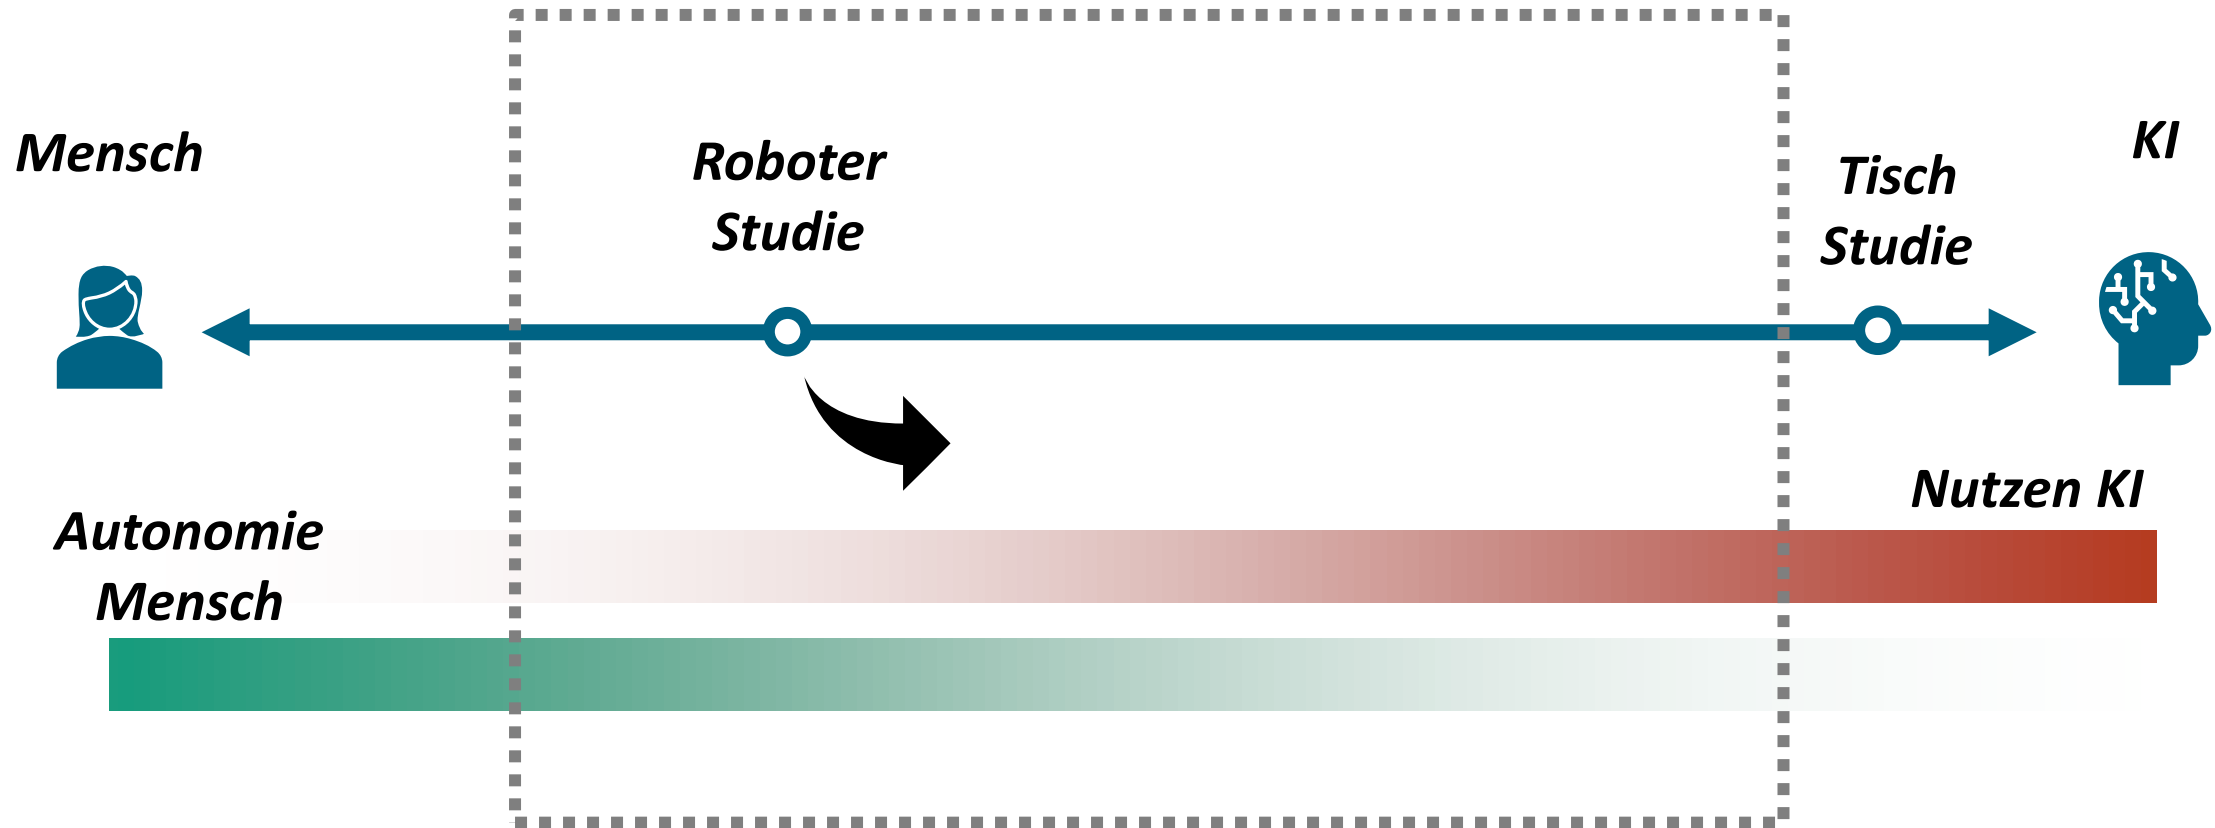 Mensch
Roboter
Studie
Tisch
Studie
KI
Nutzen KI
Autonomie
Mensch